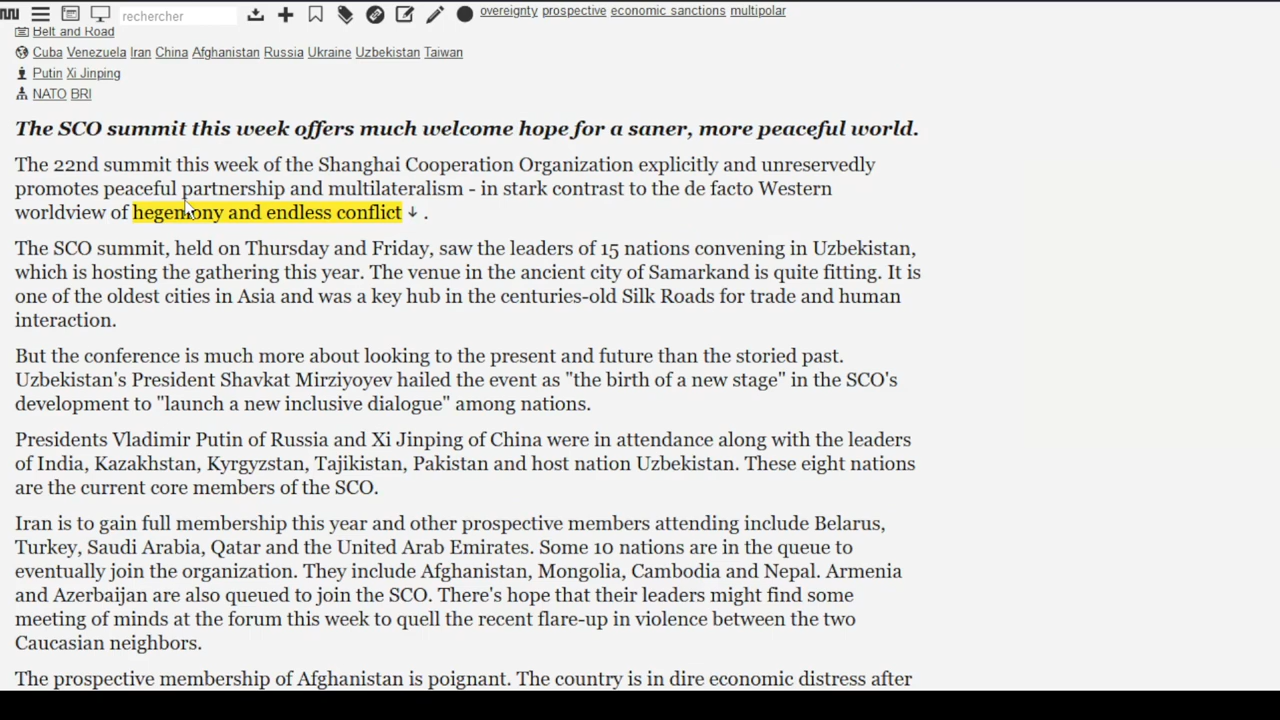 rechercher
overeignty prospective economic sanctions multipolar
Belt and Road
Cuba Venezuela Iran China Afghanistan Russia Ukraine Uzbekistan Taiwan
Putin Xi Jinping
NATO BRI
The SCO summit this week offers much welcome hope for a saner, more peaceful world.
The 22nd summit this week of the Shanghai Cooperation Organization explicitly and unreservedly
promotes peaceful partnership and multilateralism - in stark contrast to the de facto Western
worldview of hegemony and endless conflict ↓ .
The SCO summit, held on Thursday and Friday, saw the leaders of 15 nations convening in Uzbekistan,
which is hosting the gathering this year. The venue in the ancient city of Samarkand is quite fitting. It is
one of the oldest cities in Asia and was a key hub in the centuries-old Silk Roads for trade and human
interaction.
But the conference is much more about looking to the present and future than the storied past.
Uzbekistan's President Shavkat Mirziyoyev hailed the event as "the birth of a new stage" in the SCO's
development to "launch a new inclusive dialogue" among nations.
Presidents Vladimir Putin of Russia and Xi Jinping of China were in attendance along with the leaders
of India, Kazakhstan, Kyrgyzstan, Tajikistan, Pakistan and host nation Uzbekistan. These eight nations
are the current core members of the SCO.
Iran is to gain full membership this year and other prospective members attending include Belarus,
Turkey, Saudi Arabia, Qatar and the United Arab Emirates. Some 10 nations are in the queue to
eventually join the organization. They include Afghanistan, Mongolia, Cambodia and Nepal. Armenia
and Azerbaijan are also queued to join the SCO. There's hope that their leaders might find some
meeting of minds at the forum this week to quell the recent flare-up in violence between the two
Caucasian neighbors.
The prospective membership of Afghanistan is poignant. The country is in dire economic distress after